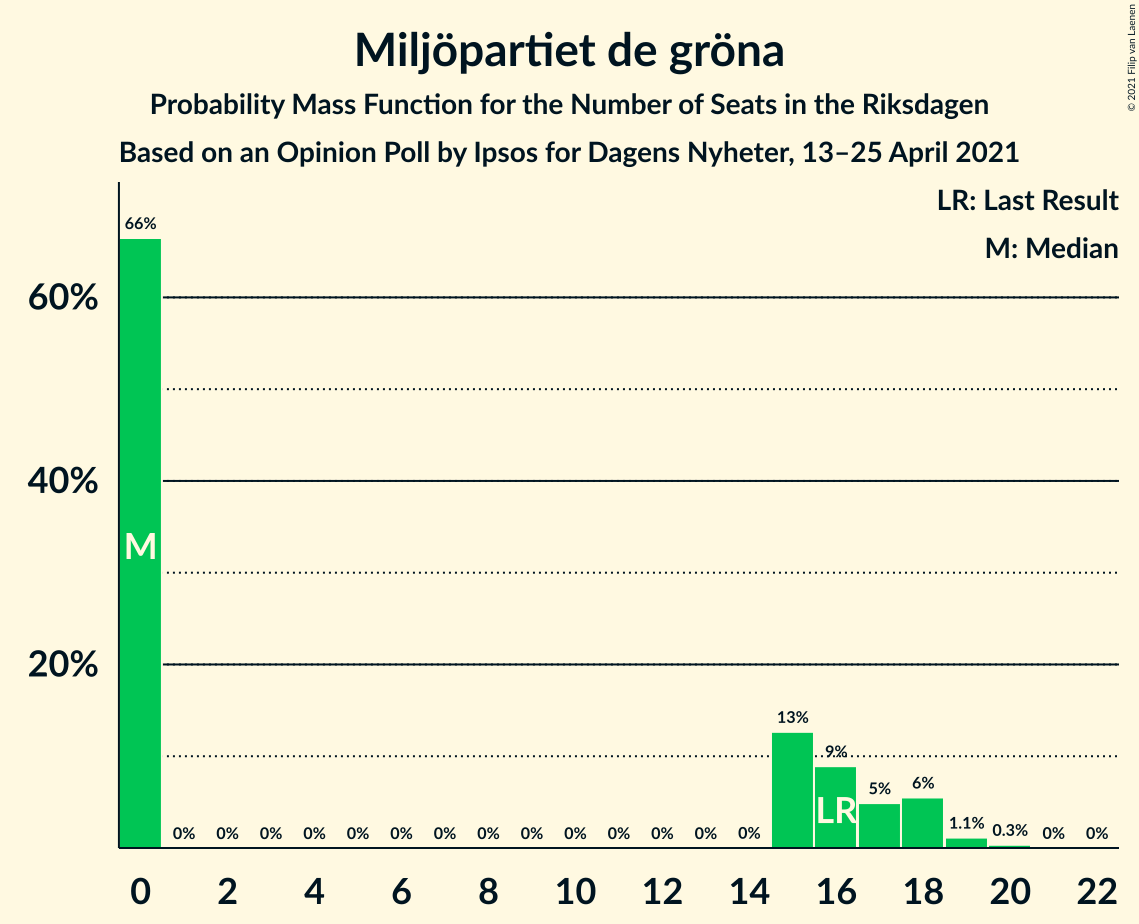 Miljöpartiet de gröna
Probability Mass Function for the Number of Seats in the Riksdagen
Based on an Opinion Poll by Ipsos for Dagens Nyheter, 13–25 April 2021
© 2021 Filip van Laenen
LR: Last Result
M: Median
60%
40%
20%
66% 0% 0% 0% 0% 0% 0% 0% 0% 0% 0% 0% 0% 0% 0% 13% 9% 5% 6% 1.1% 0.3% 0% 0%
M
LR
0 2 4 6 8 10 12 14 16 18 20 22